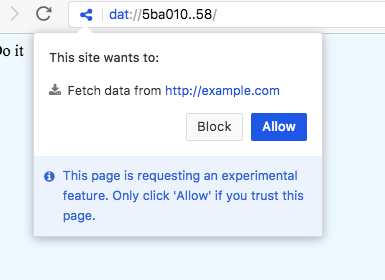 dat://5ba010..58/
Do it
This site wants to:
Fetch data from http://example.com
Block Allow
This page is requesting an experimental
feature. Only click 'Allow' if you trust this
page.